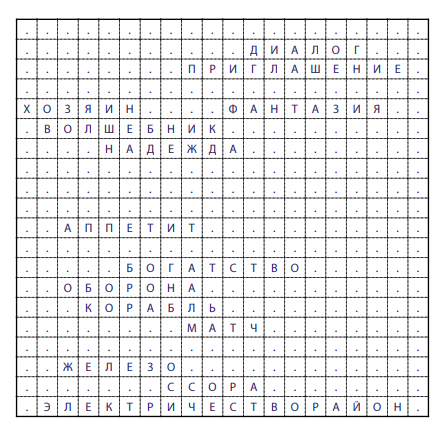 ДИАЛОГ
ПРИГЛАШЕНИЕ
ХОЗЯИН ФАНТАЗИЯ
ВОЛШЕБНИК
НАДЕЖДА
АППЕТИТ
БОГАТСТВО
ОБОРОНА
КОРАБЛЬ
МАТЧ
ЖЕЛЕЗО
ССОРА
ЭЛЕКТРИЧЕСТВОРАЙОН